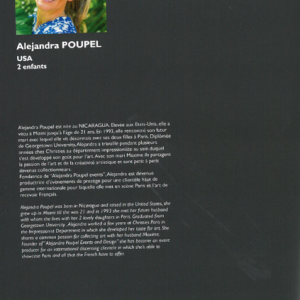 Alejandra POUPEL
USA
2 enfants
Alejandra Poupel est née au NICARAGUA. Elevée aux Etats-Unis, elle a
vécu à Miami jusqu'à l'âge de 21 ans. En 1993, elle rencontre son futur
mari avec lequel elle vit désormais avec ses deux filles à Paris. Diplômée
de Georgetown University, Alejandra a travaillé pendant plusieurs
années chez Christies au département impressionniste au sein duquel
s'est développé son goût pour l'art. Avec son mari Maxime ils partagent
la passion de l'art et de la créativité artistique et sont petit à petit
devenus collectionneurs.
Fondatrice de "Alejandra Poupel events", Alejandra est devenue
productrice d'évènements de prestige pour une clientèle haut de
gamme internationale pour laquelle elle met en scène Paris et l'art de
recevoir Français.
Alejandra Poupel was born in Nicaragua and raised in the United States, she
grew up in Miami till she was 21 and in 1993 she met her future husband
with whom she lives with her 2 lovely daughters in Paris. Graduated from
Georgetown University, Alejandra worked a few years at Christies Paris in
the Impressionist Department in which she developed her taste for art. She
shares a common passion for collecting art with her husband Maxime.
Founder of "Alejandra Poupel Events and Design" she has become an event
producer for an international discerning clientele in which she's able to
showcase Paris and all that the French have to offer.